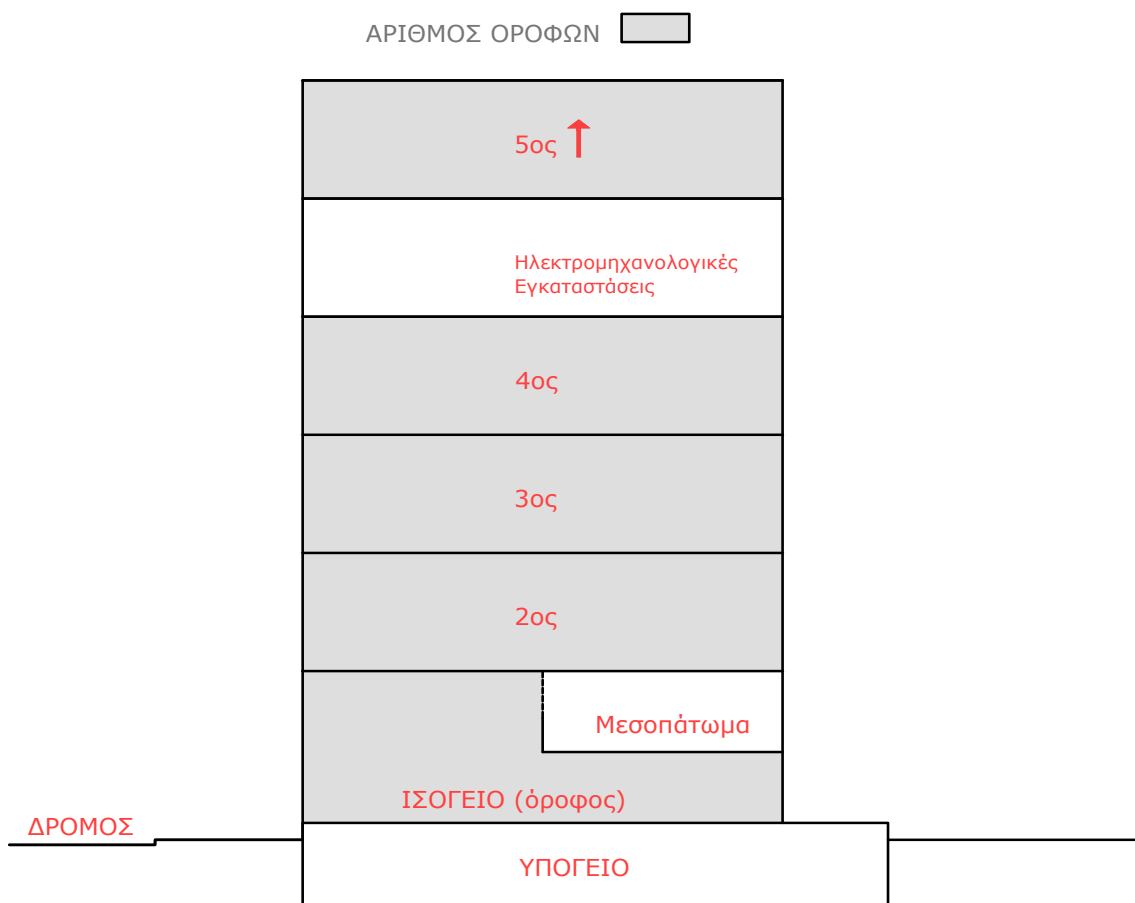 ΑΡΙΘΜΟΣ ΟΡΟΦΩΝ
5ος
Ηλεκτρομηχανολογικές
Εγκαταστάσεις
4ος
3ος
2ος
Μεσοπάτωμα
ΙΣΟΓΕΙΟ (όροφος)
ΔΡΟΜΟΣ
ΥΠΟΓΕΙΟ